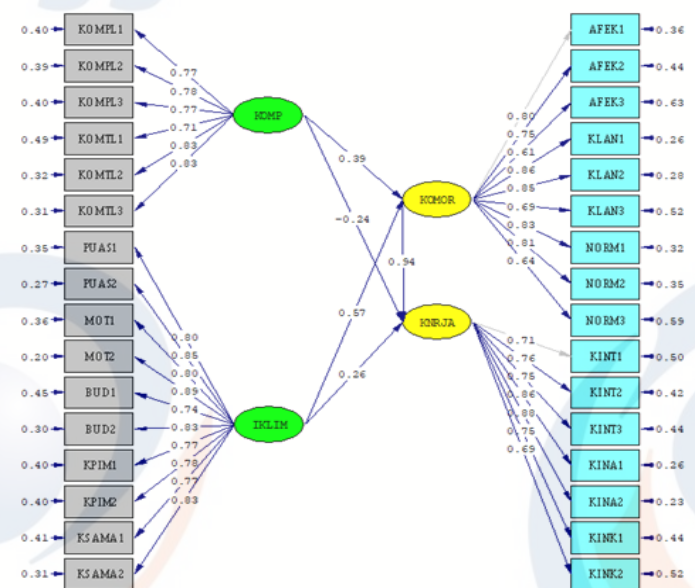 0.40 KOMPL1
0.39 KOMPL2
0.40 KOMPL3
0.49 KOMTL1
0.32 KOMTL2
0.31 KOMTL3
0.35 PUAS1
0.27 PUAS2
0.36 MOT1
0.20 MOT2
0.45 BUD1
0.30 BUD2
0.40 KPIM1
0.40 KPIM2
0.41 KSAMA1
0.31 KSAMA2
0.77
0.78
0.77
0.71
0.83
0.83
KOMP
0.80
0.85
0.80
0.89
0.74
0.83
0.77
0.78
0.77
0.83
IKLIM
0.39
-0.24
0.94
0.57
0.26
KOMOR
KNRJA
0.80
0.75
0.61
0.86
0.85
0.69
0.83
0.81
0.64
0.71
0.76
0.75
0.86
0.88
0.75
0.69
AFEK1 0.36
AFEK2 0.44
AFEK3 0.63
KLAN1 0.26
KLAN2 0.28
KLAN3 0.52
NORM1 0.32
NORM2 0.35
NORM3 0.59
KINT1 0.50
KINT2 0.42
KINT3 0.44
KINA1 0.26
KINA2 0.23
KINK1 0.44
KINK2 0.52